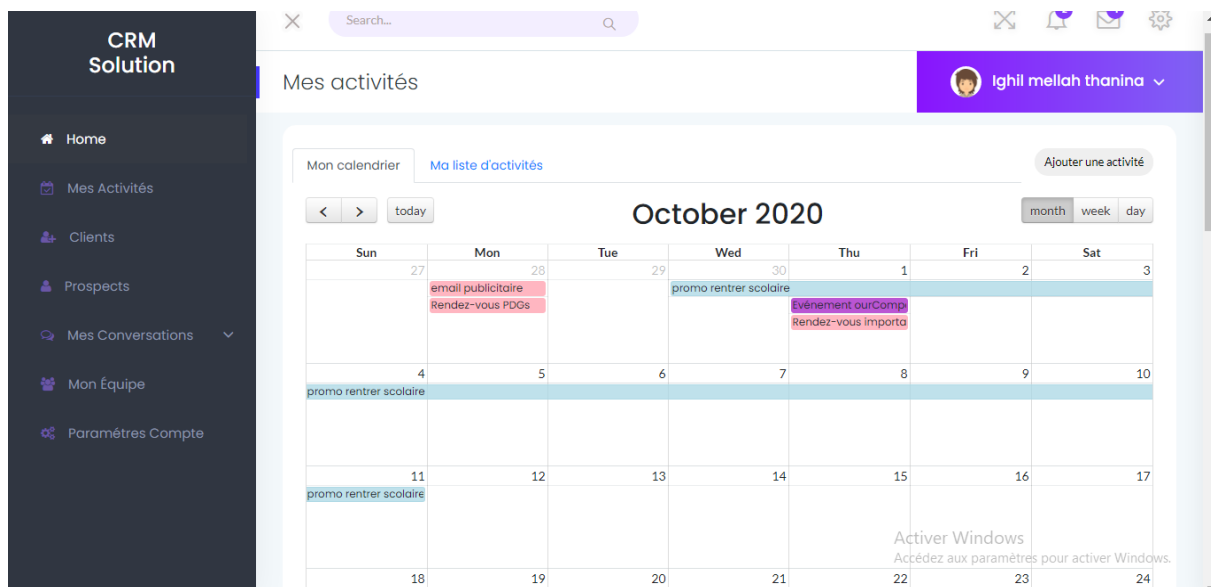 CRM
Solution
Home
Mes Activités
Clients
Prospects
Mes Conversations
Mon Équipe
Paramétres Compte
Search...
Mes activités
Ighil mellah thanina
Mon calendrier
Ma liste d'activités
Ajouter une activité
today
October 2020
month week day
Sun Mon Tue Wed Thu Fri Sat
27 28 29 30 1 2 3
email publicitaire promo rentrer scolaire
Rendez-vous PDGs Evénement ourComp
Rendez-vous importa
4 5 6 7 8 9 10
promo rentrer scolaire
11 12 13 14 15 16 17
promo rentrer scolaire
Activer Windows
Accédez aux paramètres pour activer Windows.
18 19 20 21 22 23 24